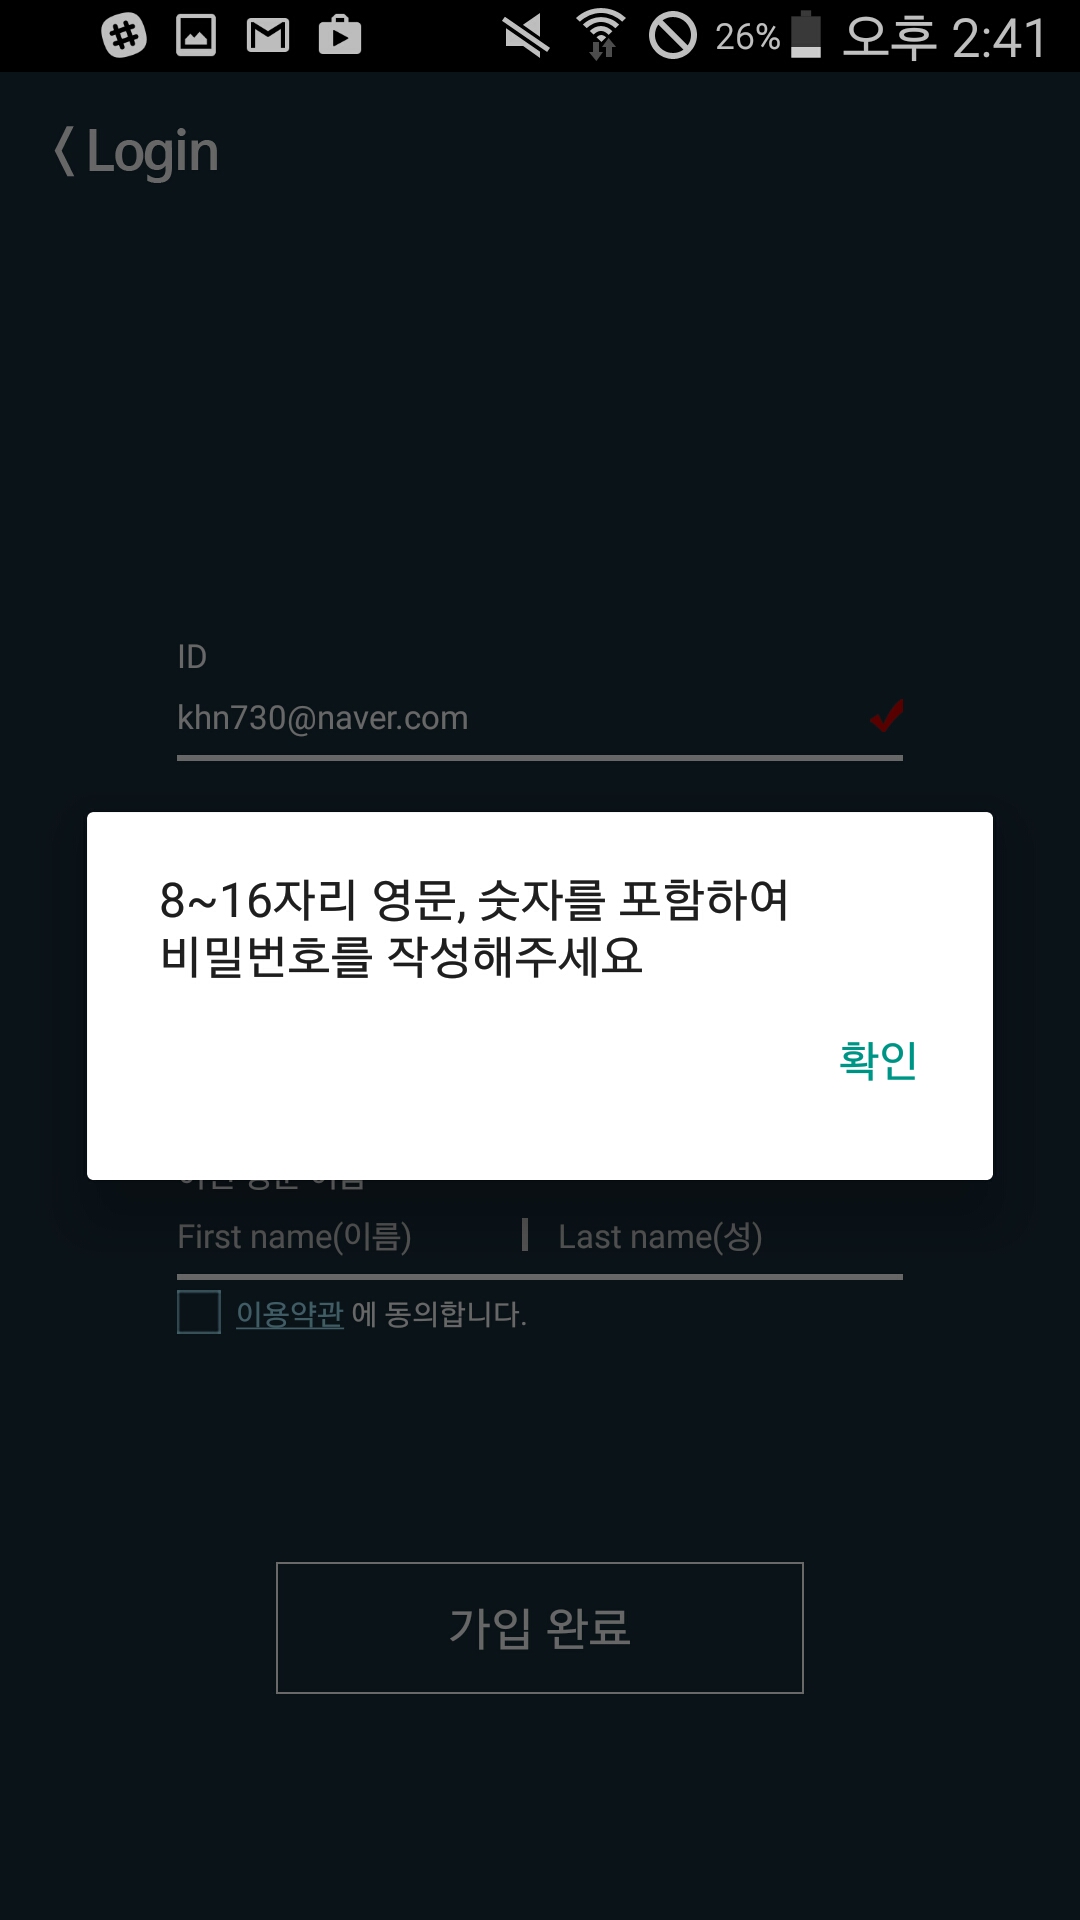 26% 오후 2:41
Login
ID
khn730@naver.com
8~16자리 영문, 숫자를 포함하여
비밀번호를 작성해주세요
확인
First name(이름) Last name(성)
이용약관 에 동의합니다.
가입 완료